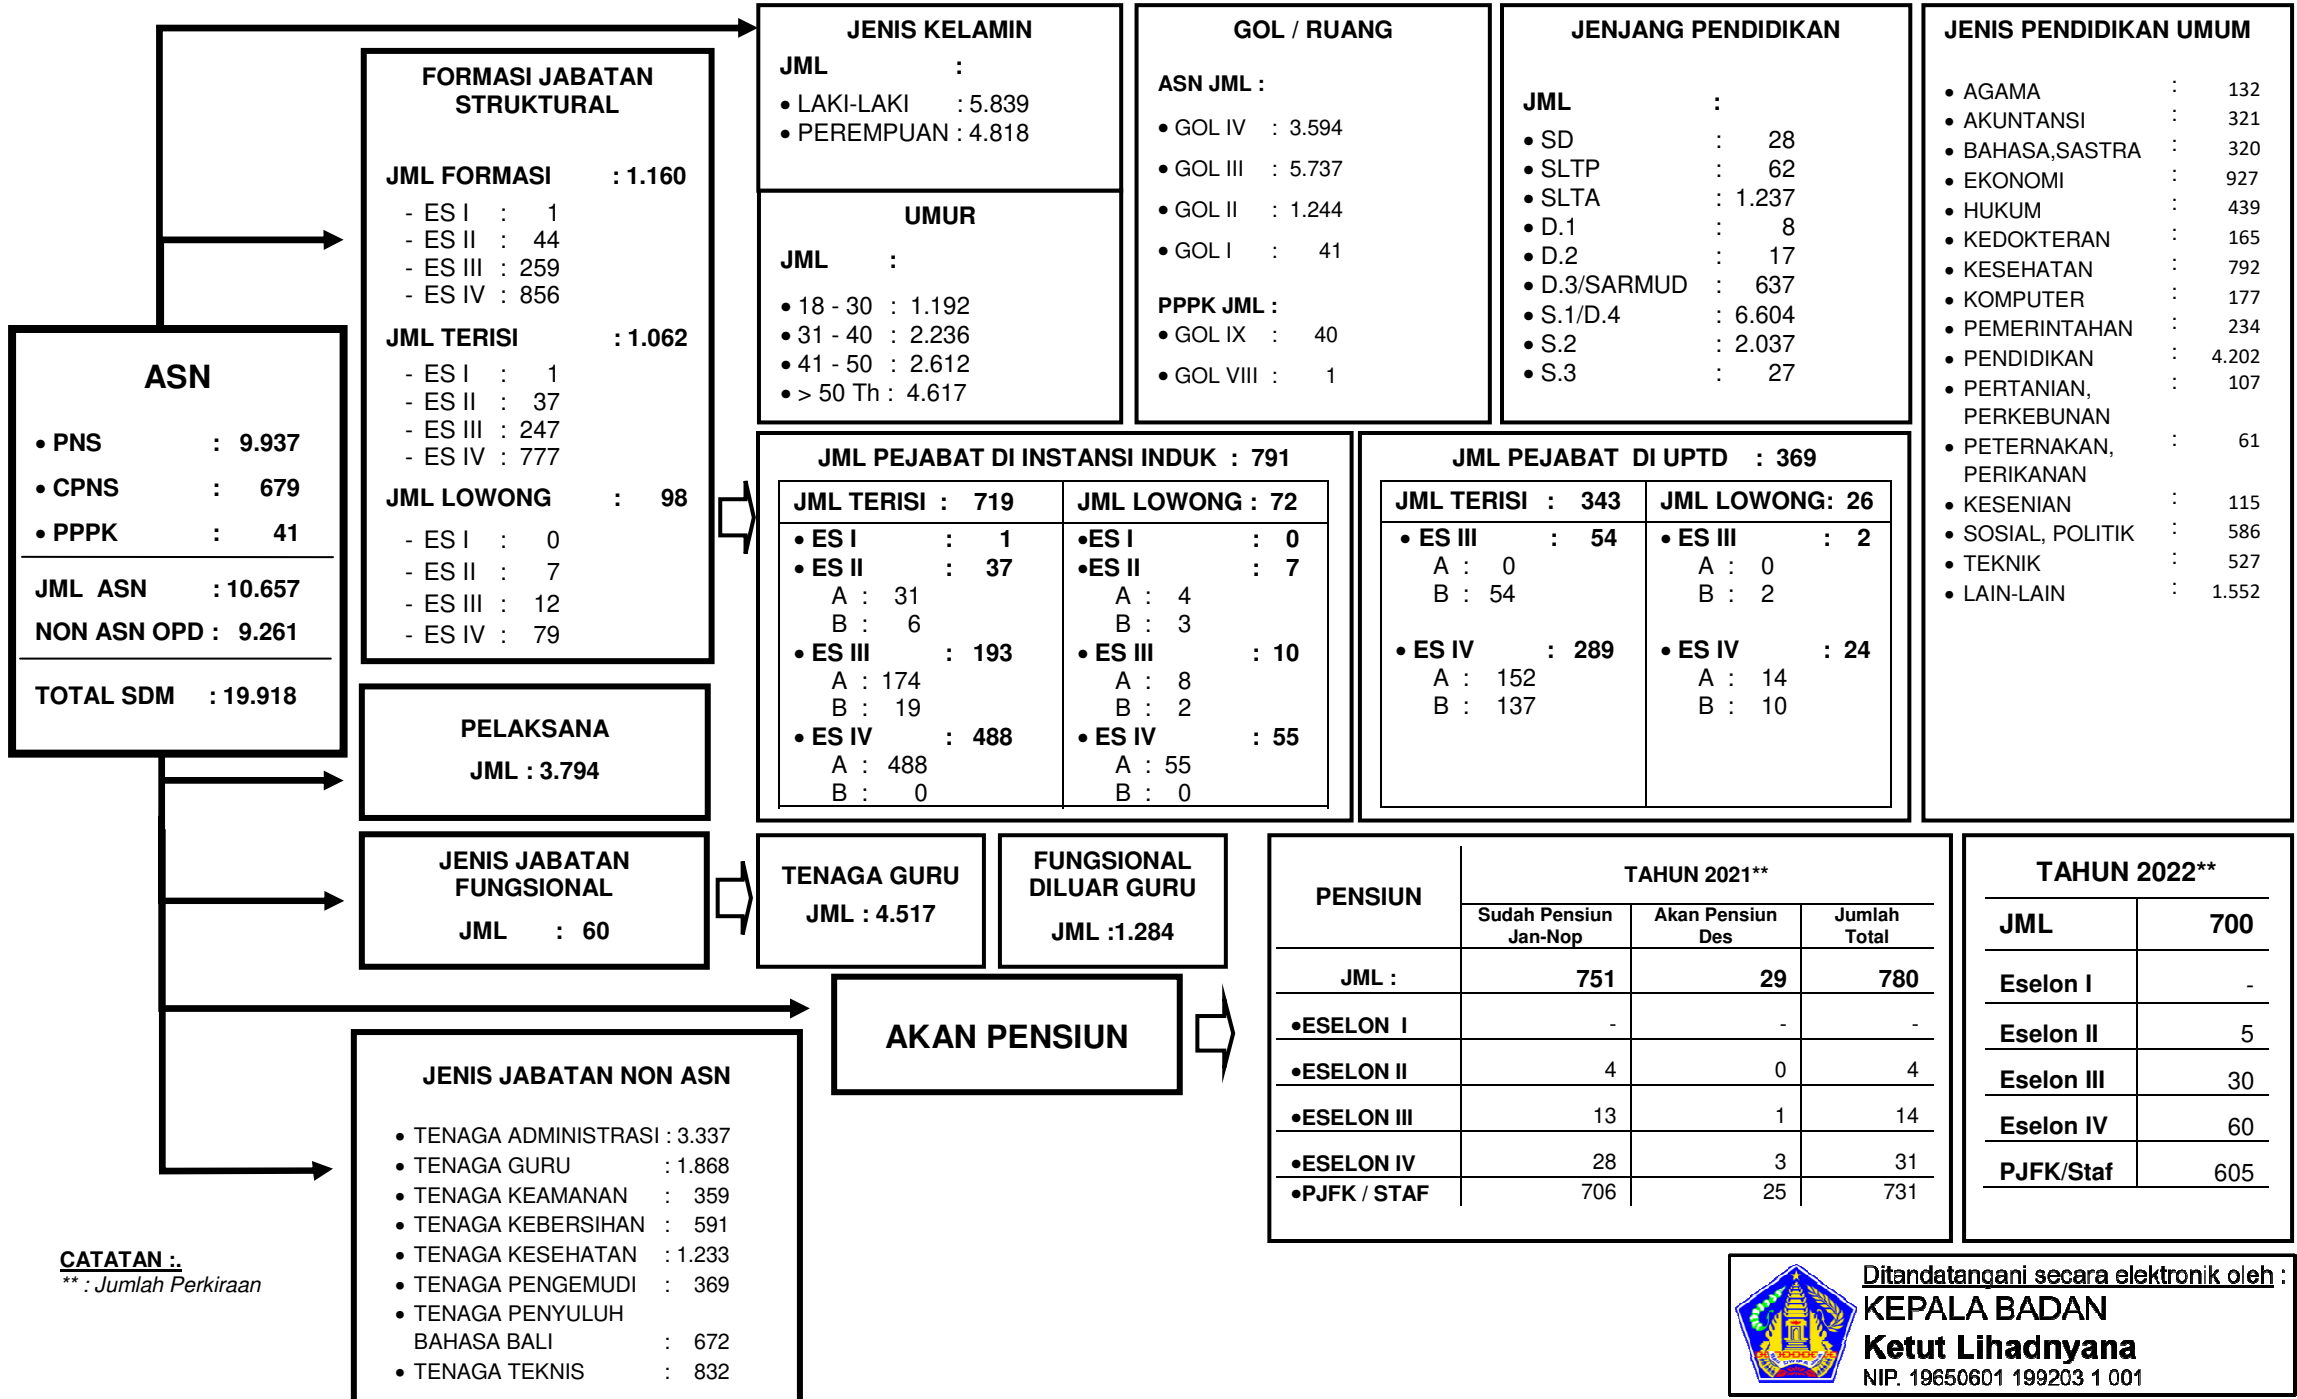 ASN
• PNS : 9.937
• CPNS : 679
• PPPK : 41
JML ASN : 10.657
NON ASN OPD : 9.261
TOTAL SDM : 19.918
FORMASI JABATAN
STRUKTURAL
JML FORMASI : 1.160
- ES I : 1
- ES II : 44
- ES III : 259
- ES IV : 856
JML TERISI : 1.062
- ES I : 1
- ES II : 37
- ES III : 247
- ES IV : 777
JML LOWONG : 98
- ES I : 0
- ES II : 7
- ES III : 12
- ES IV : 79
PELAKSANA
JML : 3.794
JENIS JABATAN
FUNGSIONAL
JML : 60
JENIS KELAMIN
JML :
• LAKI-LAKI : 5.839
• PEREMPUAN : 4.818
UMUR
JML :
• 18 - 30 : 1.192
• 31 - 40 : 2.236
• 41 - 50 : 2.612
• > 50 Th : 4.617
GOL / RUANG
ASN JML :
• GOL IV : 3.594
• GOL III : 5.737
• GOL II : 1.244
• GOL I : 41
PPPK JML :
• GOL IX : 40
• GOL VIII : 1
JENJANG PENDIDIKAN
JML :
• SD : 28
• SLTP : 62
• SLTA : 1.237
• D.1 : 8
• D.2 : 17
• D.3/SARMUD : 637
• S.1/D.4 : 6.604
• S.2 : 2.037
• S.3 : 27
JENIS PENDIDIKAN UMUM
• AGAMA : 132
• AKUNTANSI : 321
• BAHASA,SASTRA : 320
• EKONOMI : 927
• HUKUM : 439
• KEDOKTERAN : 165
• KESEHATAN : 792
• KOMPUTER : 177
• PEMERINTAHAN : 234
• PENDIDIKAN : 4.202
• PERTANIAN, : 107
PERKEBUNAN
• PETERNAKAN, : 61
PERIKANAN
• KESENIAN : 115
• SOSIAL, POLITIK : 586
• TEKNIK : 527
• LAIN-LAIN : 1.552
JML PEJABAT DI INSTANSI INDUK : 791
JML TERISI : 719
• ES I : 1
• ES II : 37
A : 31
B : 6
• ES III : 193
A : 174
B : 19
• ES IV : 488
A : 488
B : 0
JML LOWONG : 72
•ES I : 0
•ES II : 7
A : 4
B : 3
• ES III : 10
A : 8
B : 2
• ES IV : 55
A : 55
B : 0
JML PEJABAT DI UPTD : 369
JML TERISI : 343
• ES III : 54
A : 0
B : 54
• ES IV : 289
A : 152
B : 137
JML LOWONG: 26
• ES III : 2
A : 0
B : 2
• ES IV : 24
A : 14
B : 10
TENAGA GURU
JML : 4.517
FUNGSIONAL
DILUAR GURU
JML :1.284
AKAN PENSIUN
PENSIUN TAHUN 2021**
Sudah Pensiun Akan Pensiun Jumlah
Jan-Nop Des Total
JML : 751 29 780
•ESELON I - - -
•ESELON II 4 0 4
•ESELON III 13 1 14
•ESELON IV 28 3 31
•PJFK / STAF 706 25 731
TAHUN 2022**
JML 700
Eselon I -
Eselon II 5
Eselon III 30
Eselon IV 60
PJFK/Staf 605
JENIS JABATAN NON ASN
• TENAGA ADMINISTRASI : 3.337
• TENAGA GURU : 1.868
• TENAGA KEAMANAN : 359
• TENAGA KEBERSIHAN : 591
• TENAGA KESEHATAN : 1.233
• TENAGA PENGEMUDI : 369
• TENAGA PENYULUH
BAHASA BALI : 672
• TENAGA TEKNIS : 832
CATATAN :.
** : Jumlah Perkiraan
Ditandatangani secara elektronik oleh :
KEPALA BADAN
Ketut Lihadnyana
NIP. 19650601 199203 1 001